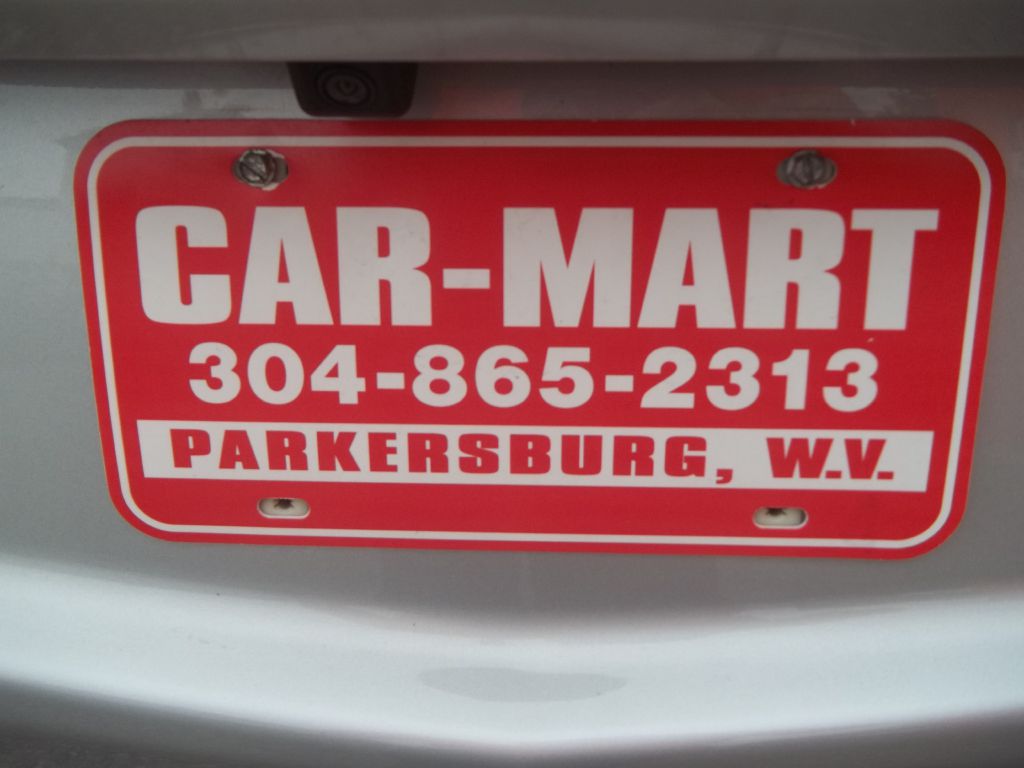 CAR-MART
304-865-2313
PARKERSBURG, W.V.